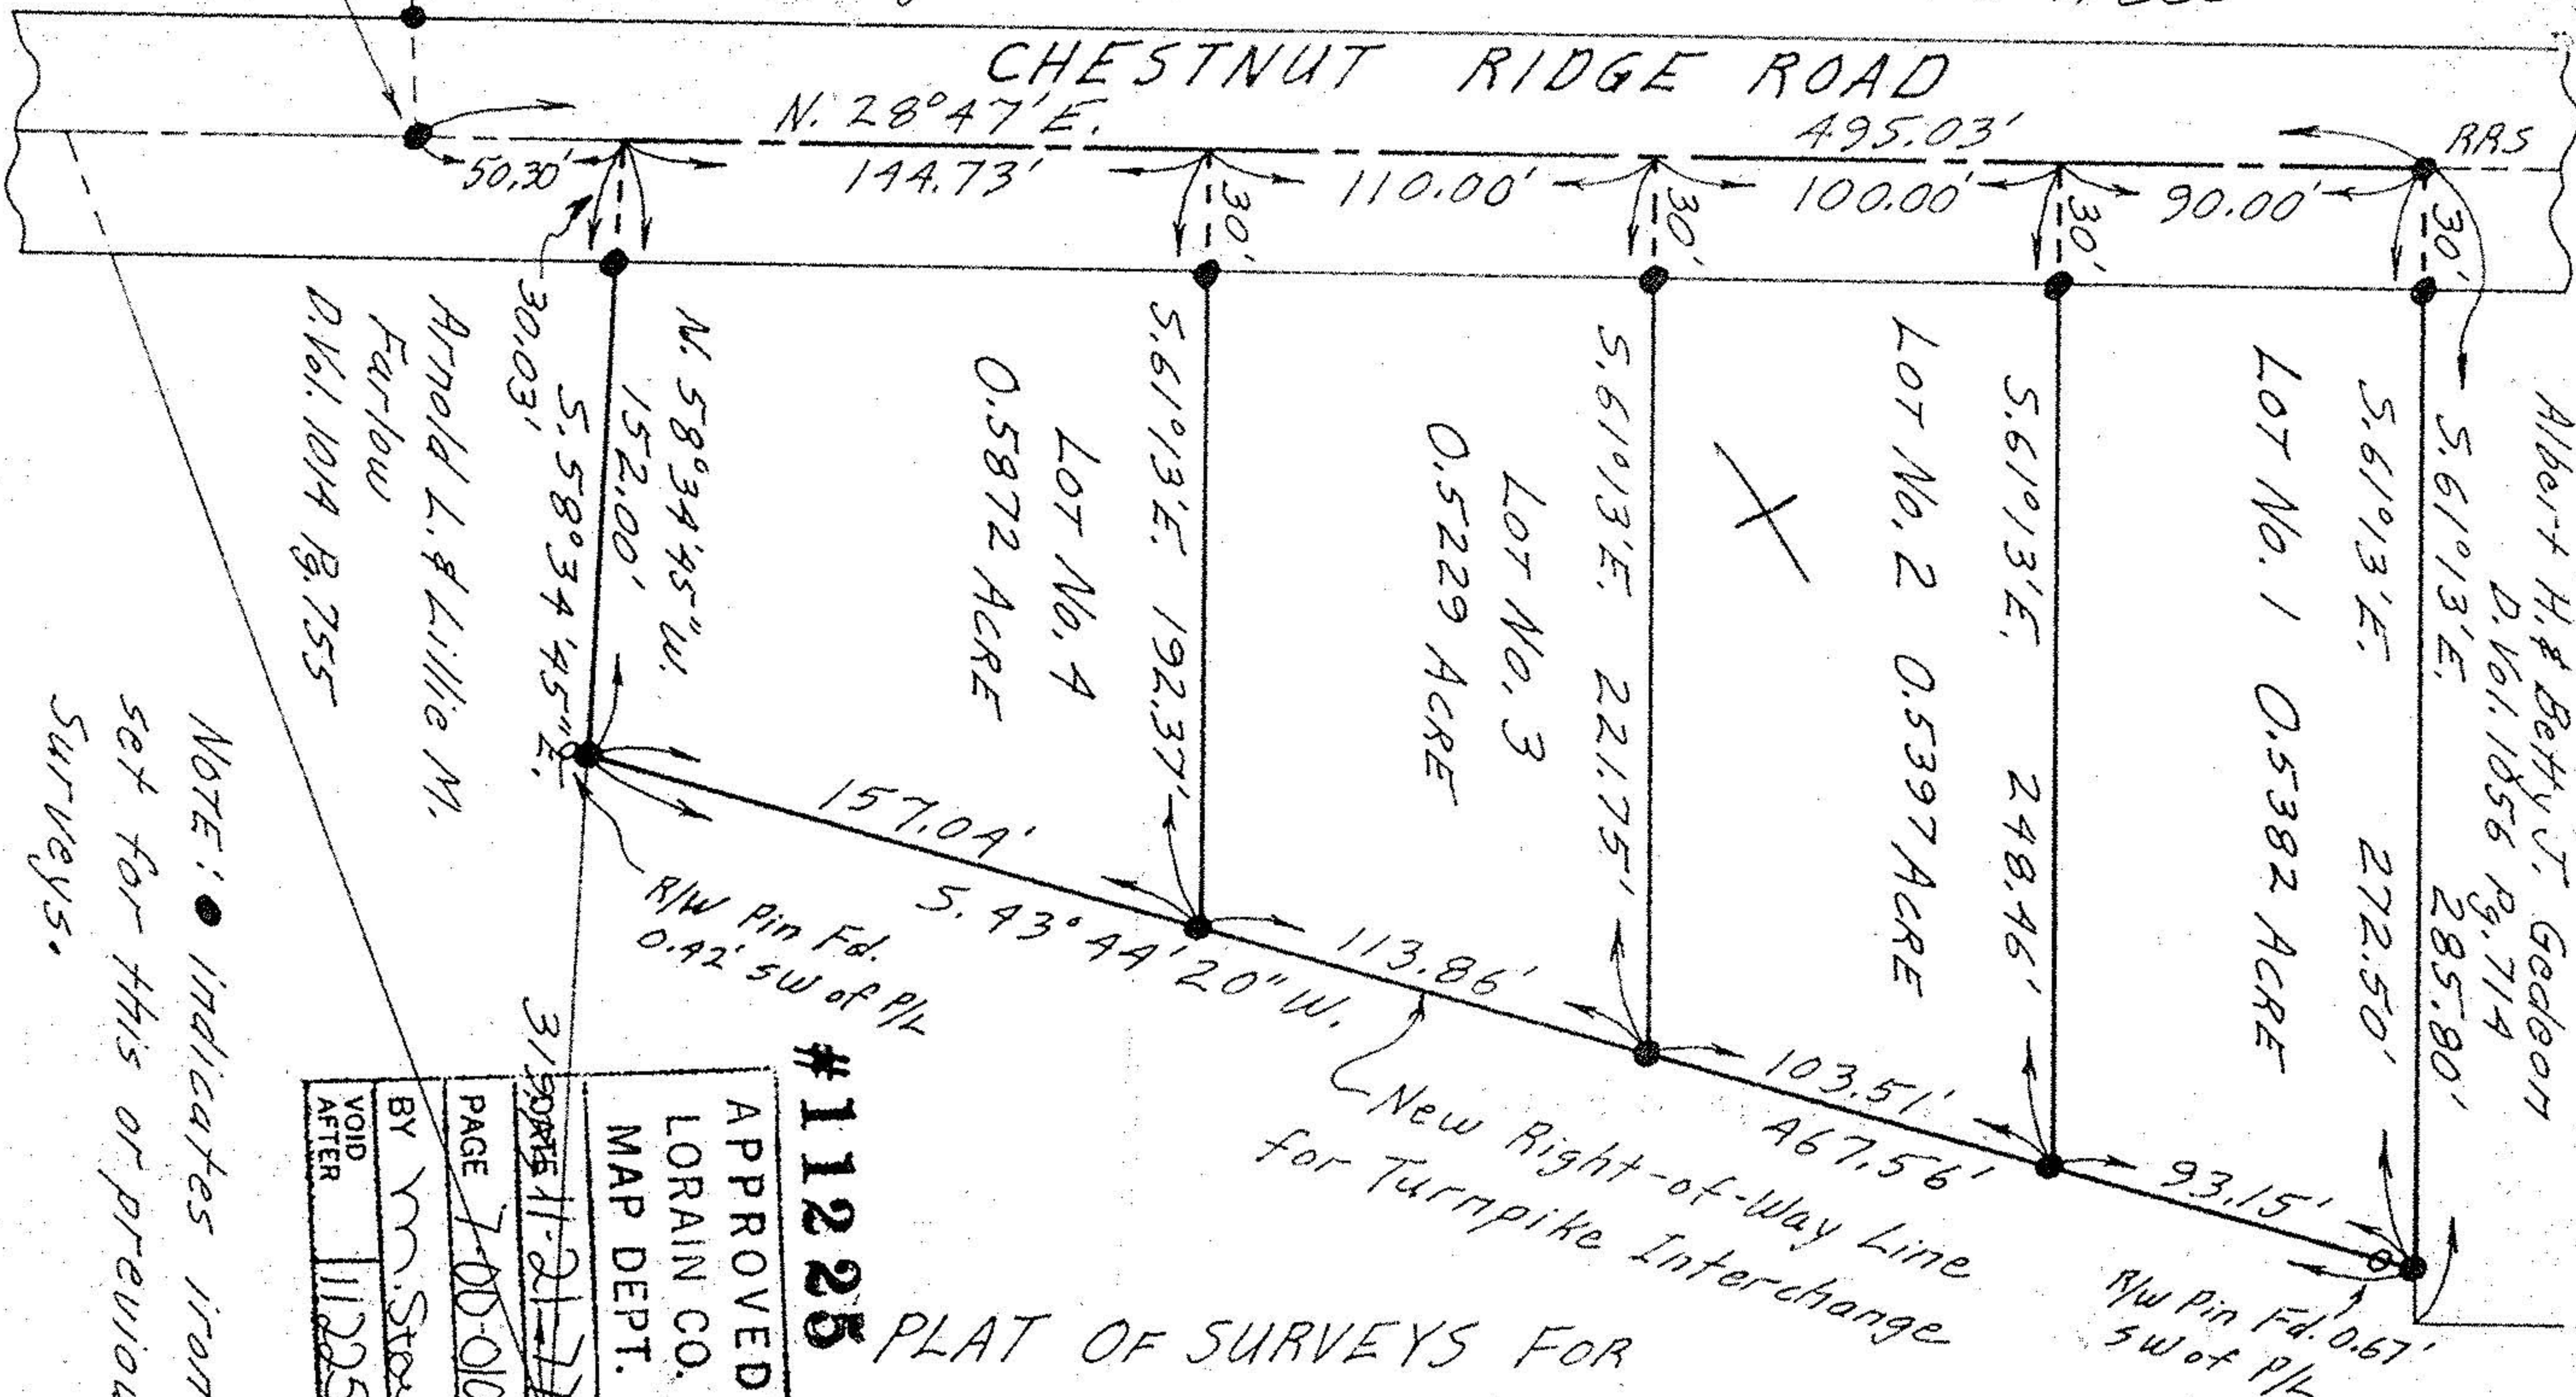 CHESTNUT RIDGE ROAD
N. 28°47'E.
495.03'
RRS
50.30'
144.73'
110.00'
100.00'
90.00'
30'
30'
30'
30'
30.03'
Arnold L. & Lillie M.
Farlow
D.Vol. 1014 Pg. 755
N. 58°34'45"W.
152.00'
S. 58°34'45"E.
LOT No. 4
0.5872 ACRE
S. 61°13'E. 192.37'
LOT No. 3
0.5229 ACRE
S. 61°13'E. 221.75'
LOT No. 2 0.5397 ACRE
S. 61°13'E. 248.46'
LOT No. 1 0.5382 ACRE
S. 61°13'E. 272.50'
S. 61°13'E. 285.80'
Albert H. & Betty J. Gedeon
D.Vol. 1056 Pg. 714
157.04'
S. 43°44'20"W.
113.86'
103.51'
467.56'
93.15'
R/W Pin Fd.
0.42' SW of P/L
New Right-of-Way Line
for Turnpike Interchange
R/W Pin Fd. 0.67'
SW of P/L
NOTE: ● Indicates iron
set for this or
Surveys.
#11225
APPROVED
LORAIN CO.
MAP DEPT.
DATE 11-21-77
PAGE
BY
VOID
AFTER
PLAT OF SURVEYS FOR